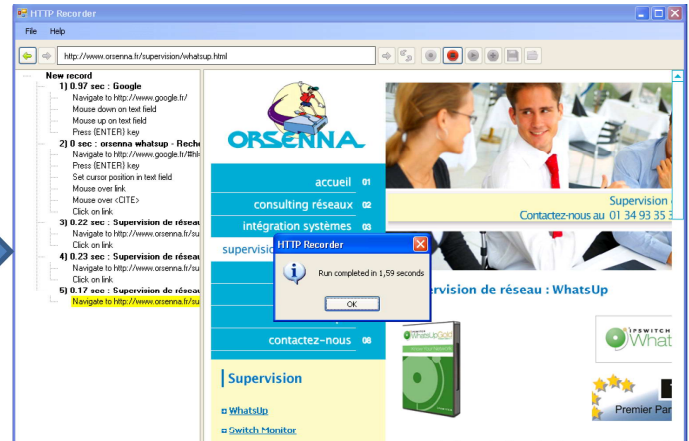 HTTP Recorder
File Help
http://www.orsenna.fr/supervision/whatsup.html
New record
1) 0.97 sec : Google
Navigate to http://www.google.fr/
Mouse down on text field
Mouse up on text field
Press {ENTER} key
2) 0 sec : orsenna whatsup - Reche
Navigate to http://www.google.fr/#hl=
Press {ENTER} key
Set cursor position in text field
Mouse over link
Mouse over <CITE>
Click on link
3) 0.22 sec : Supervision de réseau
Navigate to http://www.orsenna.fr/su
Click on link
4) 0.23 sec : Supervision de réseau
Navigate to http://www.orsenna.fr/su
Click on link
5) 0.17 sec : Supervision de réseau
Navigate to http://www.orsenna.fr/su
ORSENNA
accueil 01
consulting réseaux 02
intégration systèmes 03
supervisio
contactez-nous 08
Supervision
WhatsUp
Switch Monitor
Supervision
Contactez-nous au 01 34 93 35
HTTP Recorder
Run completed in 1,59 seconds
OK
ervision de réseau : WhatsUp
WhatsUpGold
IPSWITCH
What
Premier Par